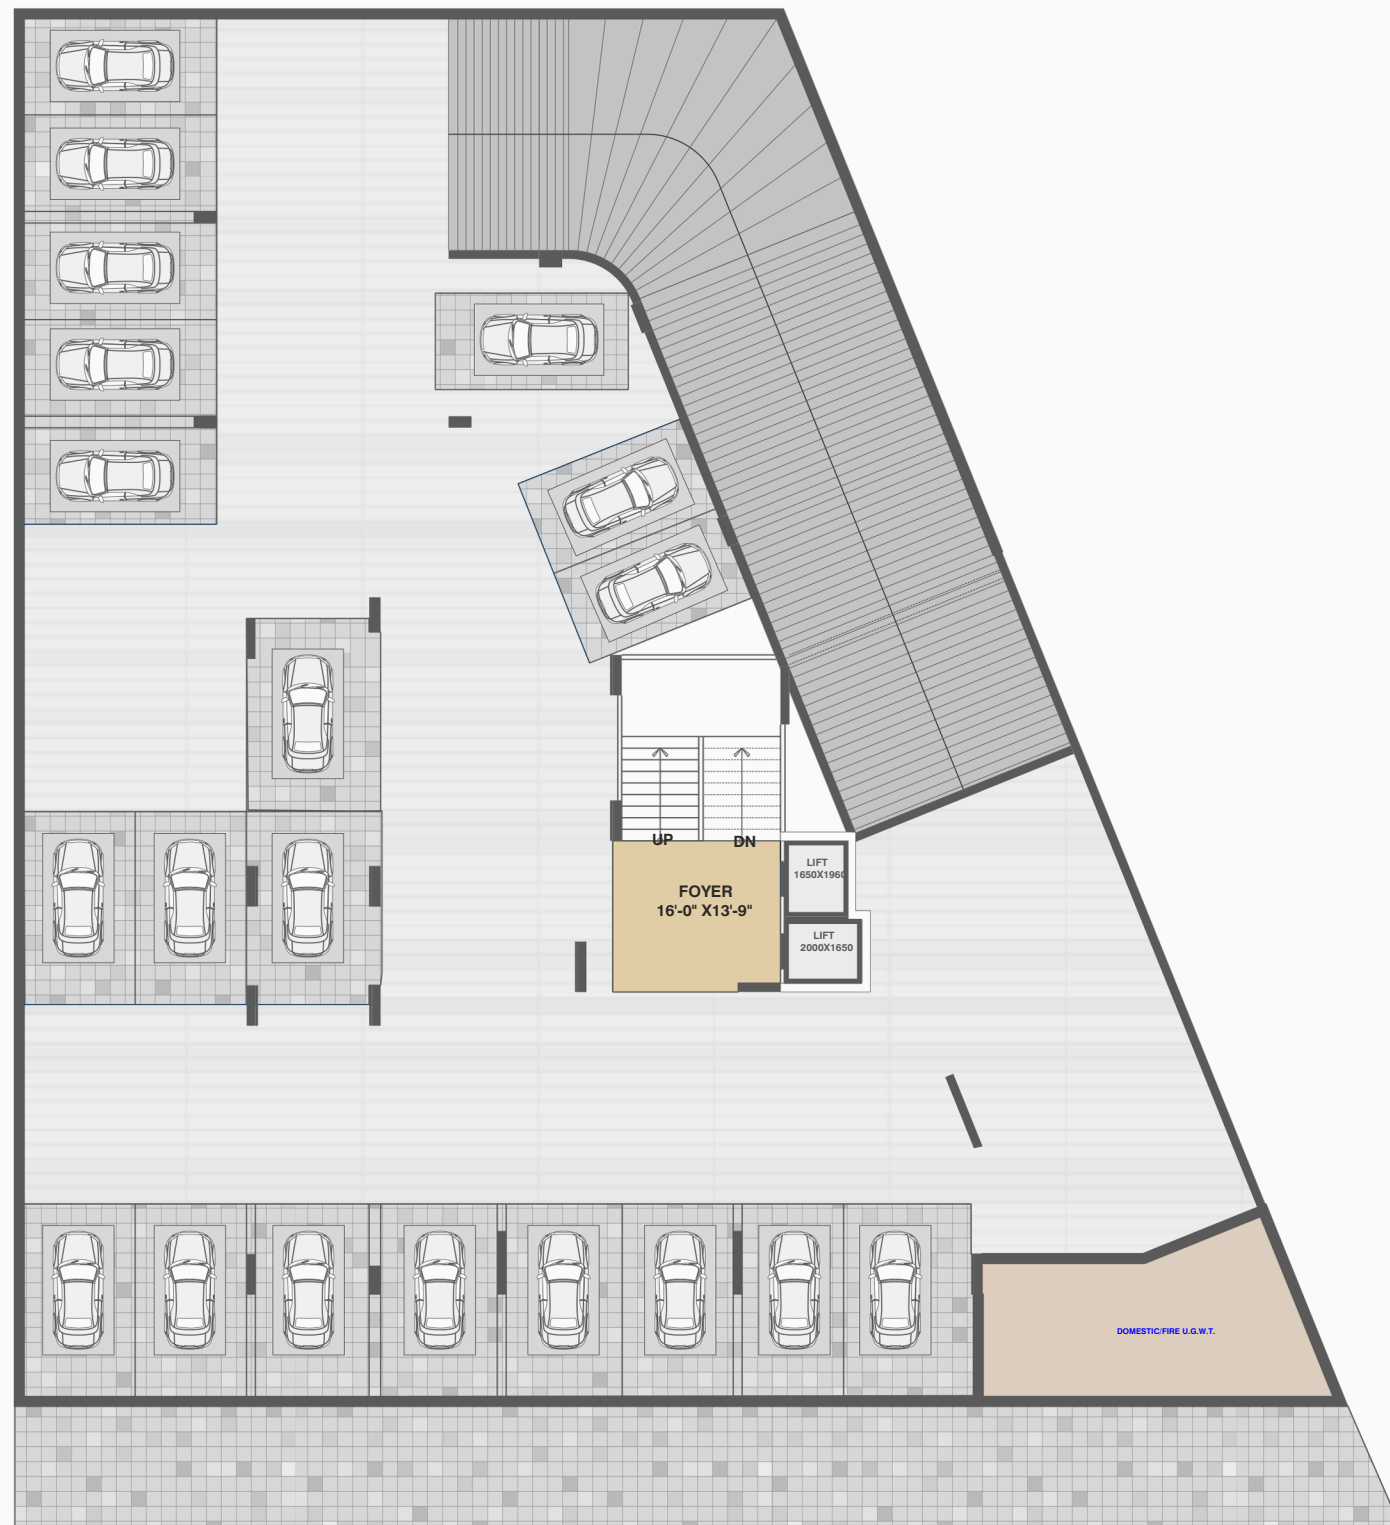 UP
DN
LIFT
1650X1960
FOYER
16'-0" X13'-9"
LIFT
2000X1650
DOMESTIC/FIRE U.G.W.T.